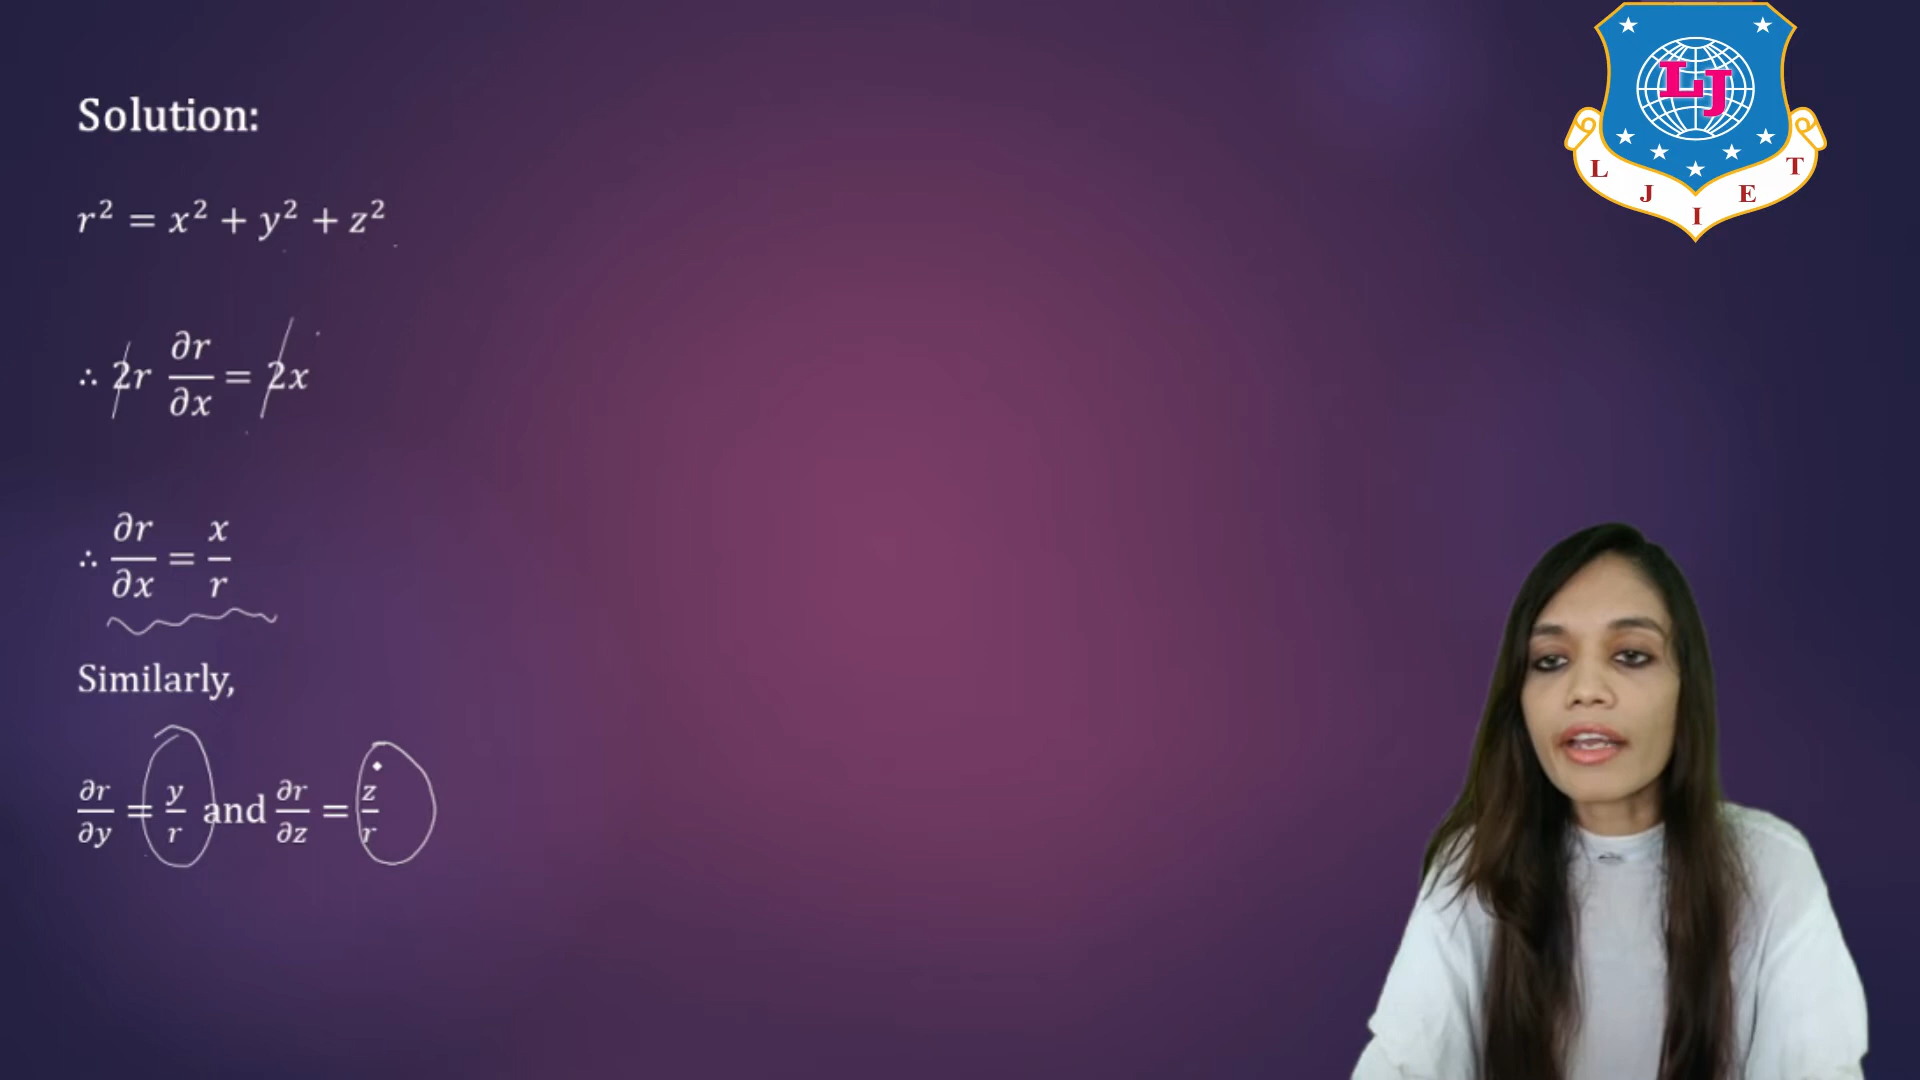 Solution:
r² = x² + y² + z²
∴ 2r ∂r/∂x = 2x
∴ ∂r/∂x = x/r
Similarly,
∂r/∂y = y/r and ∂r/∂z = z/r
LJ
L J I E T